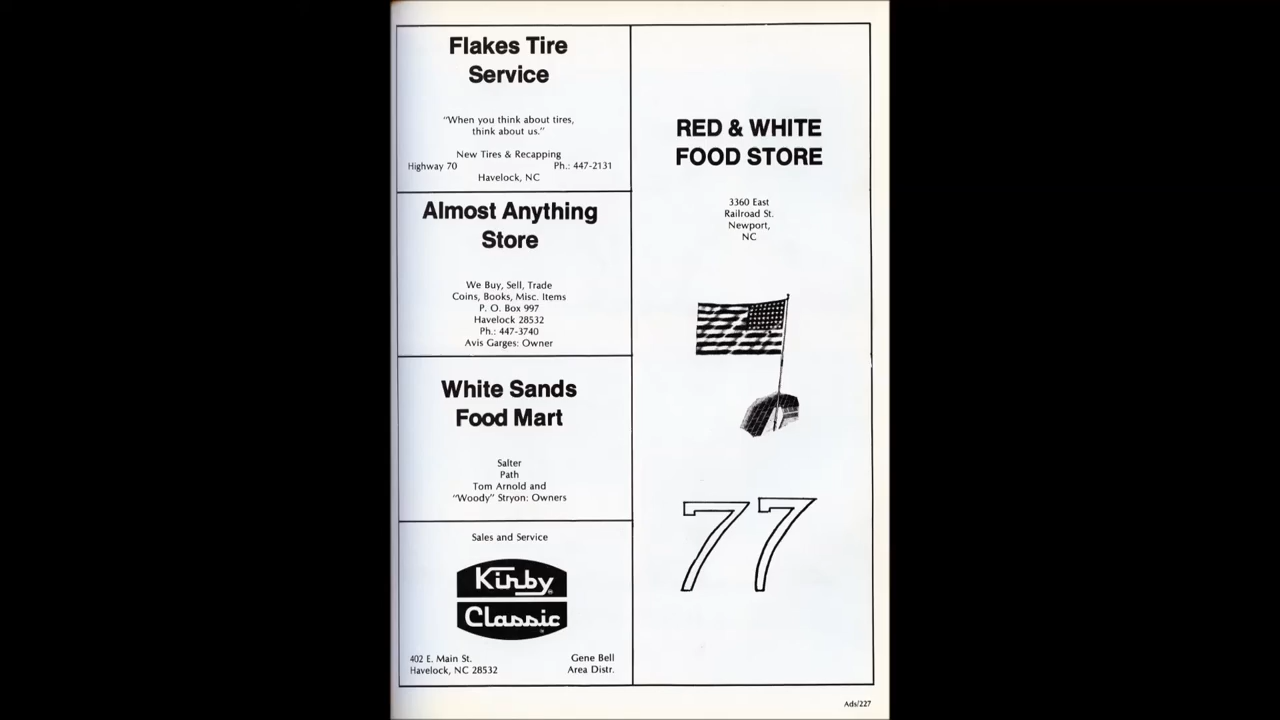 Flakes Tire
Service
"When you think about tires,
think about us."
New Tires & Recapping
Highway 70 Ph.: 447-2131
Havelock, NC
Almost Anything
Store
We Buy, Sell, Trade
Coins, Books, Misc. Items
P. O. Box 997
Havelock 28532
Ph.: 447-3740
Avis Garges: Owner
White Sands
Food Mart
Salter
Path
Tom Arnold and
"Woody" Stryon: Owners
Sales and Service
Kirby
Classic
402 E. Main St. Gene Bell
Havelock, NC 28532 Area Distr.
RED & WHITE
FOOD STORE
3360 East
Railroad St.
Newport,
NC
77
Ads/227